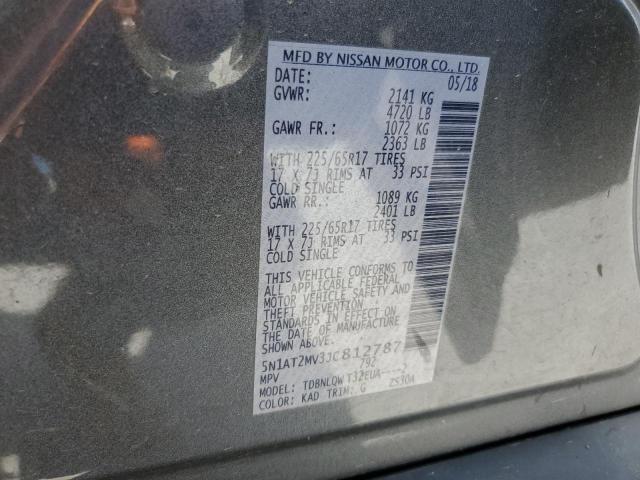 MFD BY NISSAN MOTOR CO., LTD.
DATE: 05/18
GVWR: 2141 KG
4720 LB
GAWR FR.: 1072 KG
2363 LB
WITH 225/65R17 TIRES
17 X 7J RIMS AT 33 PSI
COLD SINGLE
GAWR RR.: 1089 KG
2401 LB
WITH 225/65R17 TIRES
17 X 7J RIMS AT 33 PSI
COLD SINGLE
THIS VEHICLE CONFORMS TO
ALL APPLICABLE FEDERAL
MOTOR VEHICLE SAFETY AND
THEFT PREVENTION
STANDARDS IN EFFECT ON
THE DATE OF MANUFACTURE
SHOWN ABOVE.
5N1AT2MV3JC812787
MPV 792
MODEL: TDBNLQW T32EUA----2
COLOR: KAD TRIM: G ZS30A